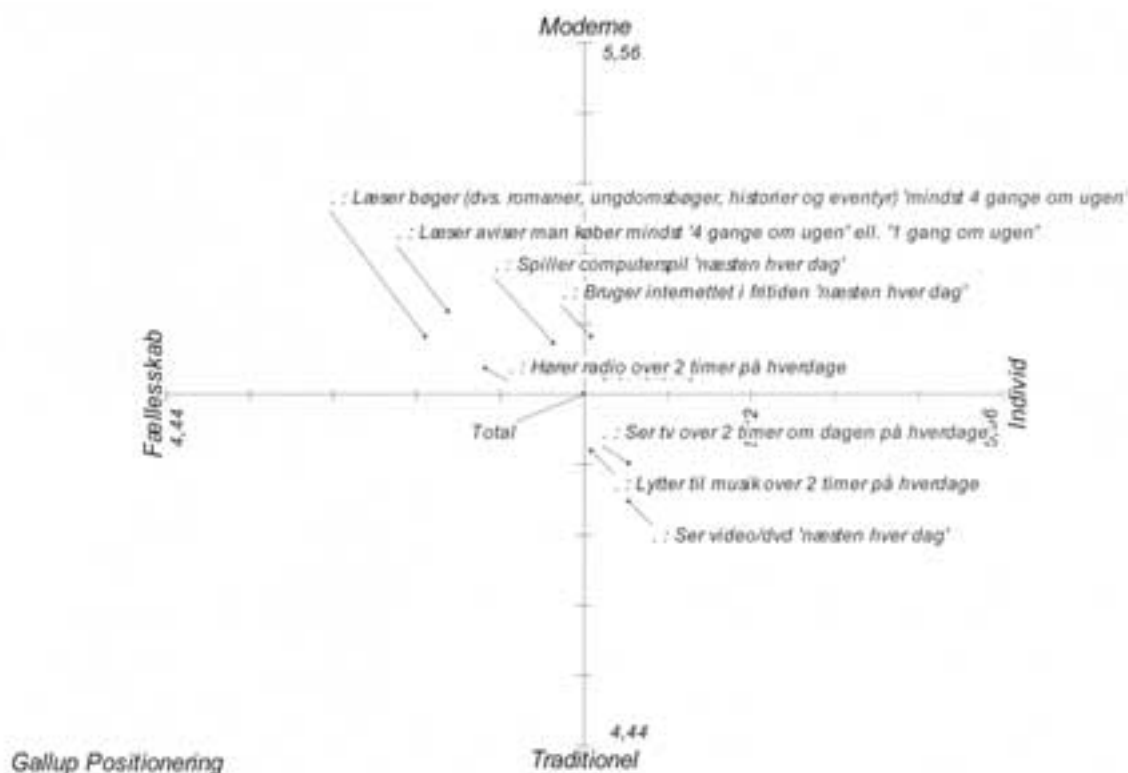 Moderne
5,56
. : Læser bøger (dvs. romaner, ungdomsbøger, historier og eventyr) 'mindst 4 gange om ugen'
. : Læser aviser man køber mindst '4 gange om ugen' ell. "1 gang om ugen"
. : Spiller computerspil 'næsten hver dag'
. : Bruger internettet i fritiden 'næsten hver dag'
. : Hører radio over 2 timer på hverdage
Fællesskab
4,44
Individ
Total
. : Ser tv over 2 timer om dagen på hverdage
. : Lytter til musik over 2 timer på hverdage
. : Ser video/dvd 'næsten hver dag'
4,44
Traditionel
Gallup Positionering